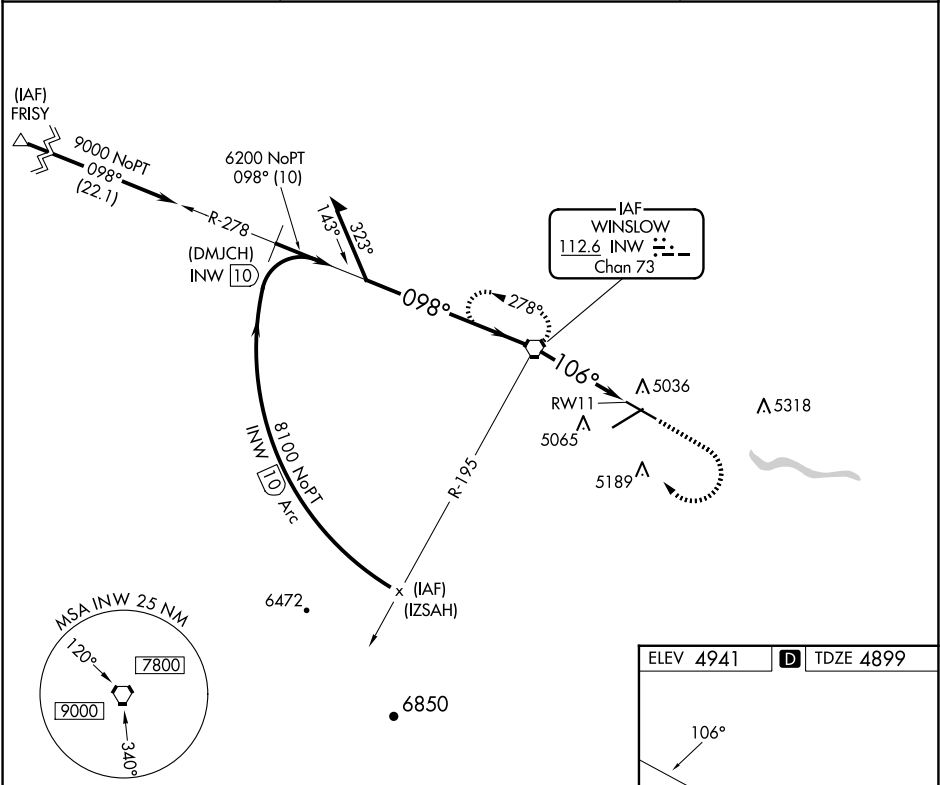 (IAF)
FRISY
9000 NoPT
098°
(22.1)
6200 NoPT
098° (10)
R-278
(DMJCH)
INW 10
143°
323°
IAF
WINSLOW
112.6 INW
Chan 73
098°
278°
106°
RW11
5036
5318
5065
5189
8100 NoPT
INW 10 Arc
R-195
(IAF)
(IZSAH)
6472
6850
MSA INW 25 NM
120°
7800
9000
340°
ELEV 4941 D TDZE 4899
106°